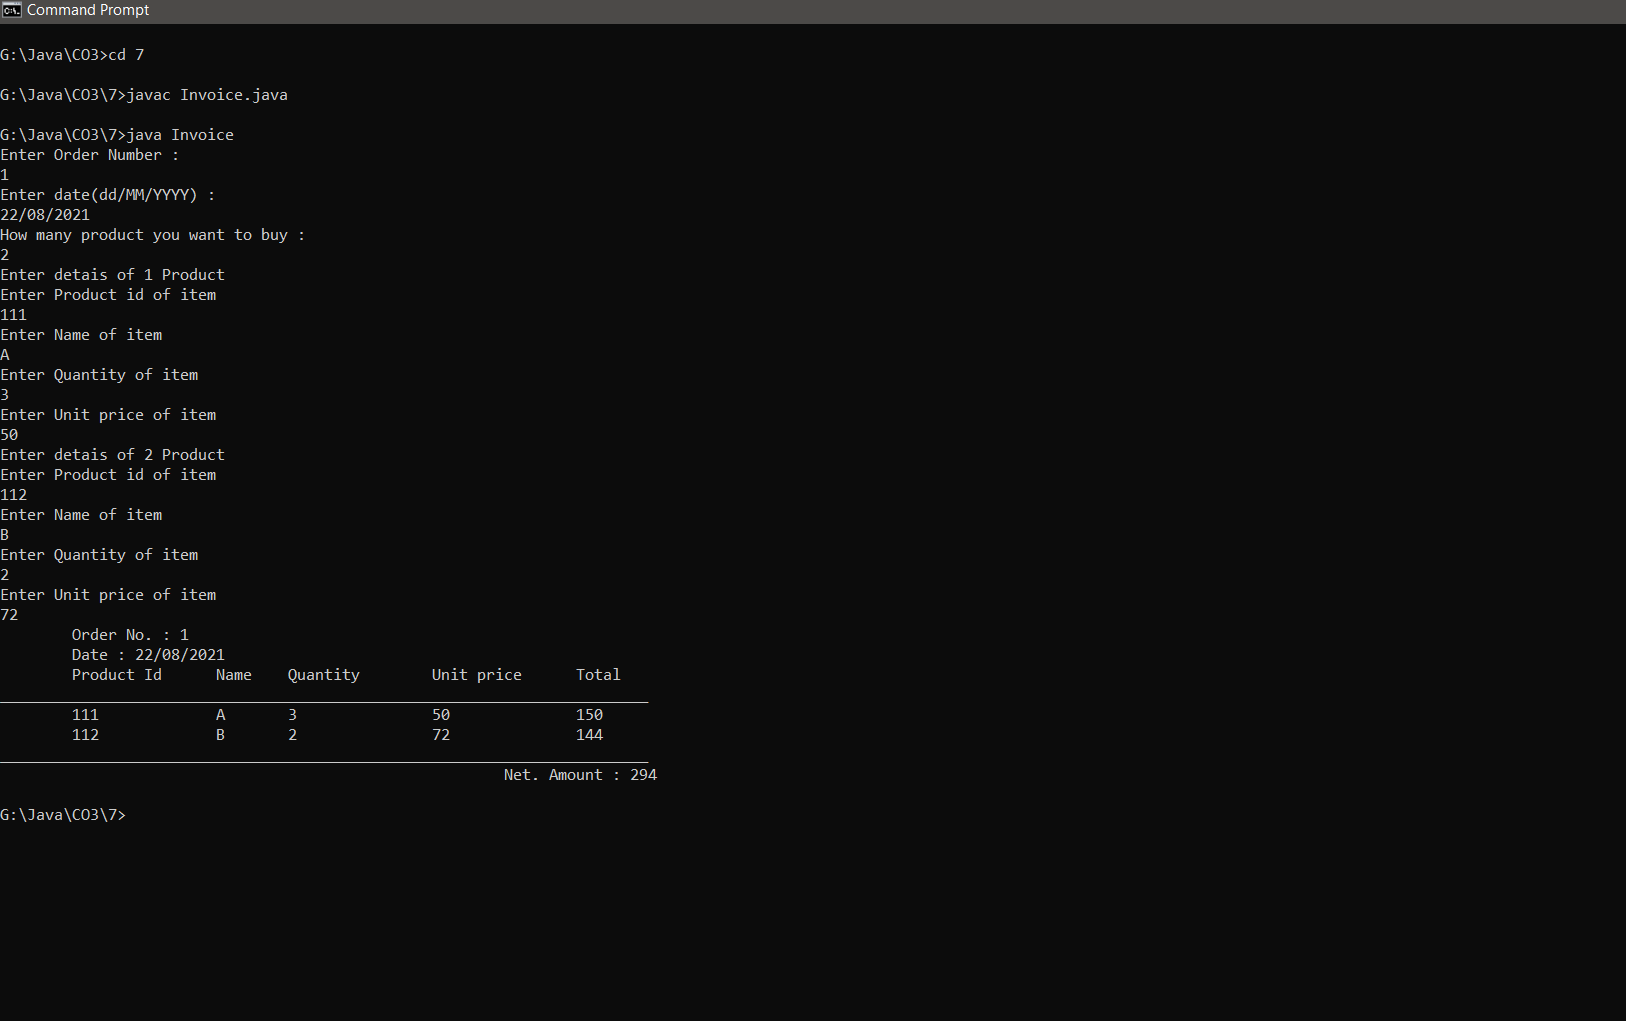 Command Prompt
G:\Java\CO3>cd 7
G:\Java\CO3\7>javac Invoice.java
G:\Java\CO3\7>java Invoice
Enter Order Number :
1
Enter date(dd/MM/YYYY) :
22/08/2021
How many product you want to buy :
2
Enter detais of 1 Product
Enter Product id of item
111
Enter Name of item
A
Enter Quantity of item
3
Enter Unit price of item
50
Enter detais of 2 Product
Enter Product id of item
112
Enter Name of item
B
Enter Quantity of item
2
Enter Unit price of item
72
Order No. : 1
Date : 22/08/2021
Product Id Name Quantity Unit price Total
111 A 3 50 150
112 B 2 72 144
Net. Amount : 294
G:\Java\CO3\7>